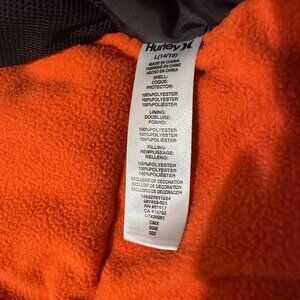 Hurley
L(14/16)
MADE IN CHINA
FABRIQUÉ EN CHINE
HECHO EN CHINA
SHELL:
COQUE:
PROTECTOR:
100%POLYESTER
100%POLYESTER
100%POLIÉSTER
LINING:
DOUBLURE:
FORRO:
100%POLYESTER
100%POLYESTER
100%POLIÉSTER
FILLING:
REMPLISSAGE:
RELLENO:
100%POLYESTER
100%POLYESTER
100%POLIÉSTER
EXCLUSIVE OF DECORATION
EXCLUSIF DE DÉCORATION
EXCLUSIVO DE DECORACION
CA